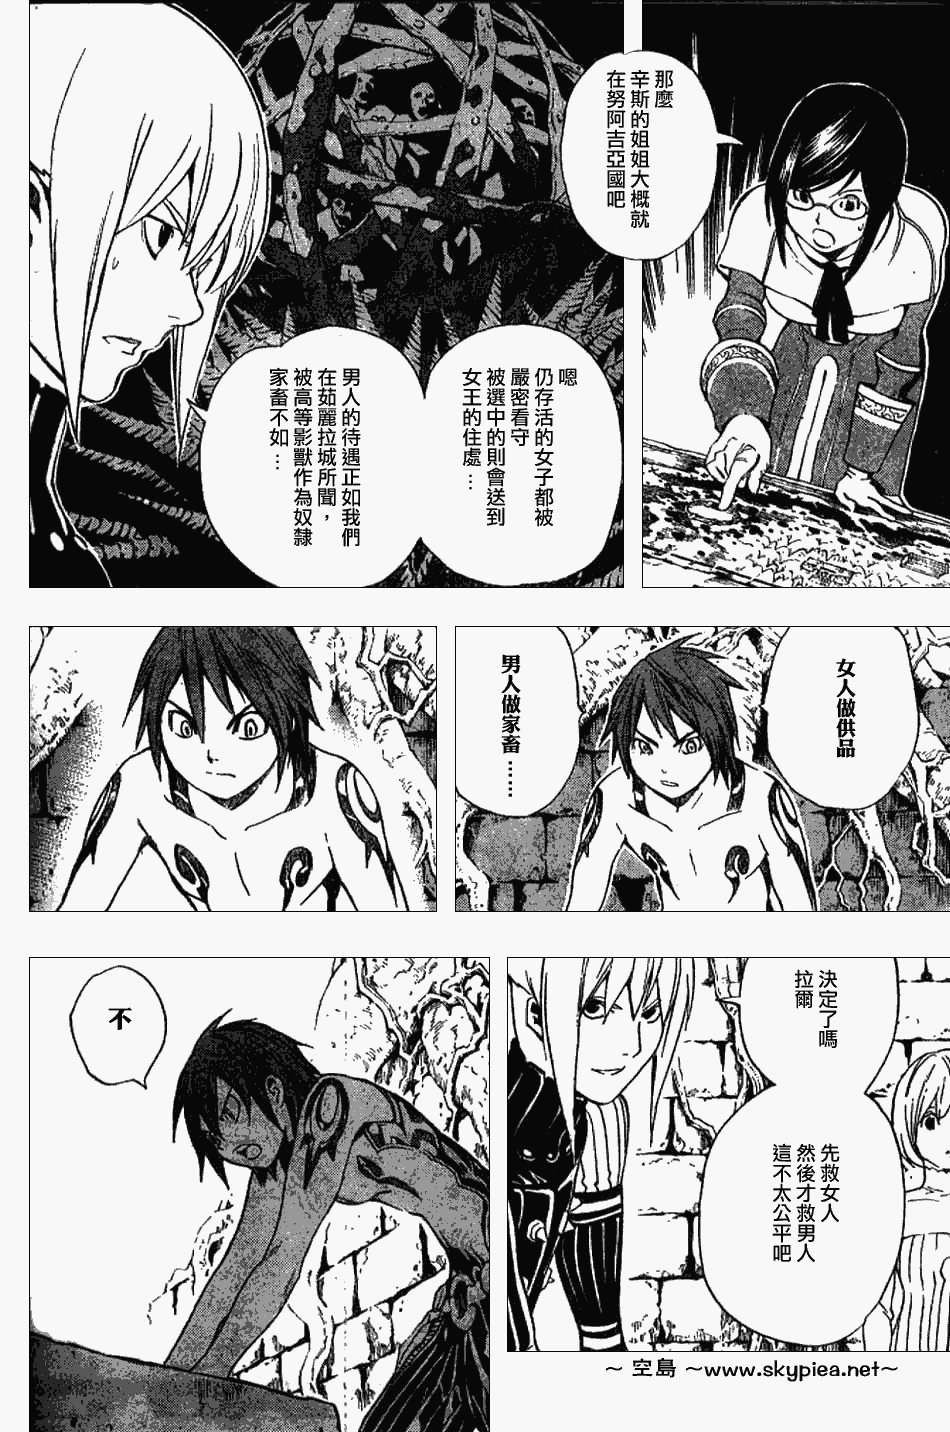 那麼
辛斯的姐姐大概就
在努阿吉亞國吧
嗯
仍存活的女子都被
嚴密看守
被選中的則會送到
女王的住處…
男人的待遇正如我們
在茹麗拉城所聞，
被高等影獸作為奴隸
家畜不如…
女人做供品
男人做家畜……
決定了嗎
拉爾
先救女人
然後才救男人
這不太公平吧
不
～ 空島 ～www.skypiea.net～